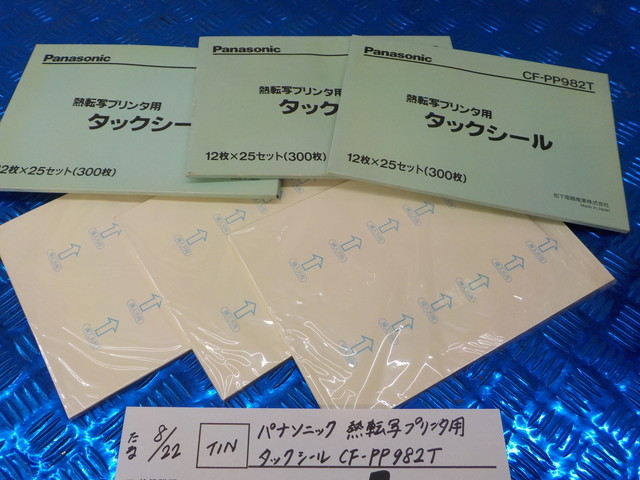 Panasonic
熱転写プリンタ用
タックシー
12枚×25セット(300枚)
Panasonic
熱転写プリンタ用
タック
12枚×25セット(300枚)
Panasonic
CF-PP982T
熱転写プリンタ用
タックシール
12枚×25セット(300枚)
松下電器産業株式会社
Made in Japan
たな 8/22 TIN パナソニック 熱転写プリンタ用
タックシール CF-PP982T